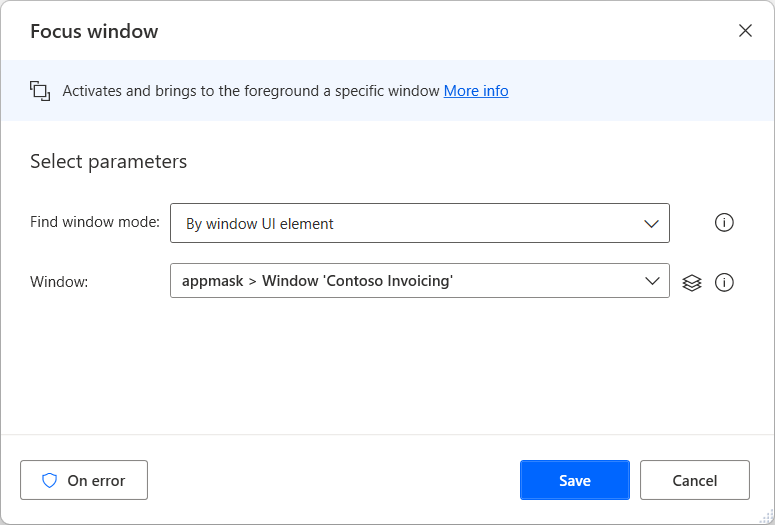 Focus window
Activates and brings to the foreground a specific window More info
Select parameters
Find window mode: By window UI element
Window: appmask > Window 'Contoso Invoicing'
On error Save Cancel